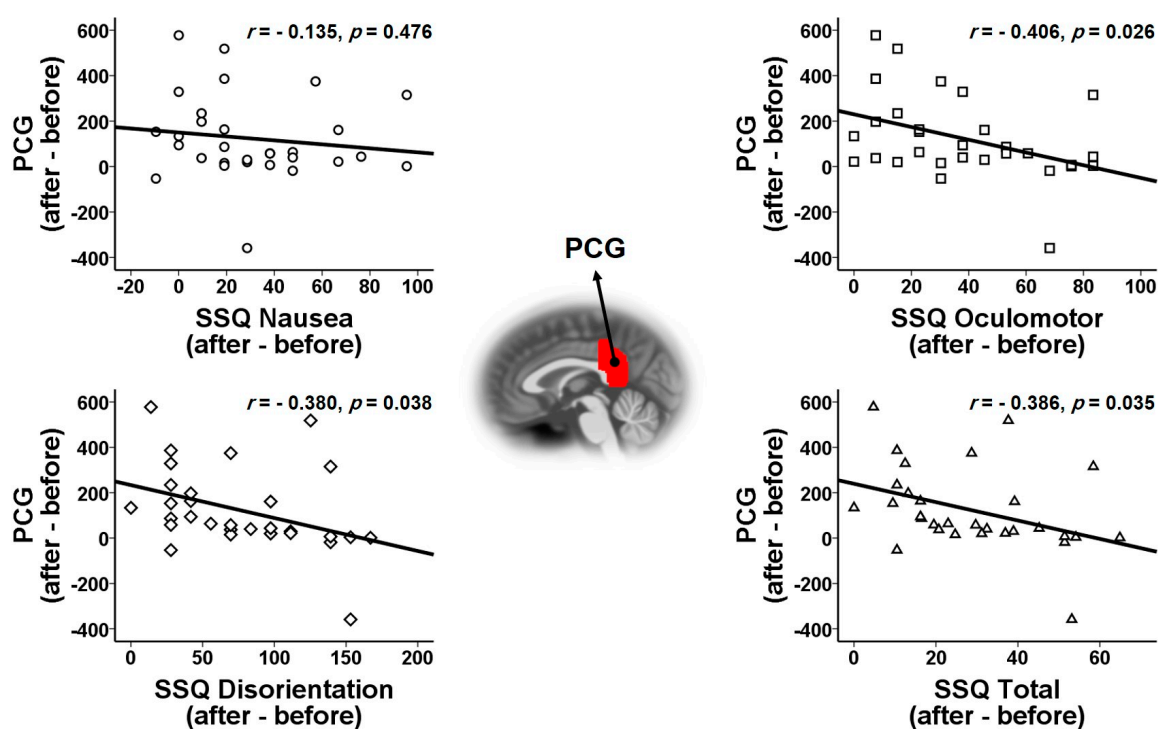 r = - 0.135, p = 0.476
600
400
200
0
-200
-400
PCG
(after - before)
-20 0 20 40 60 80 100
SSQ Nausea
(after - before)
r = - 0.406, p = 0.026
600
400
200
0
-200
-400
PCG
(after - before)
0 20 40 60 80 100
SSQ Oculomotor
(after - before)
PCG
r = - 0.380, p = 0.038
600
400
200
0
-200
-400
PCG
(after - before)
0 50 100 150 200
SSQ Disorientation
(after - before)
r = - 0.386, p = 0.035
600
400
200
0
-200
-400
PCG
(after - before)
0 20 40 60
SSQ Total
(after - before)